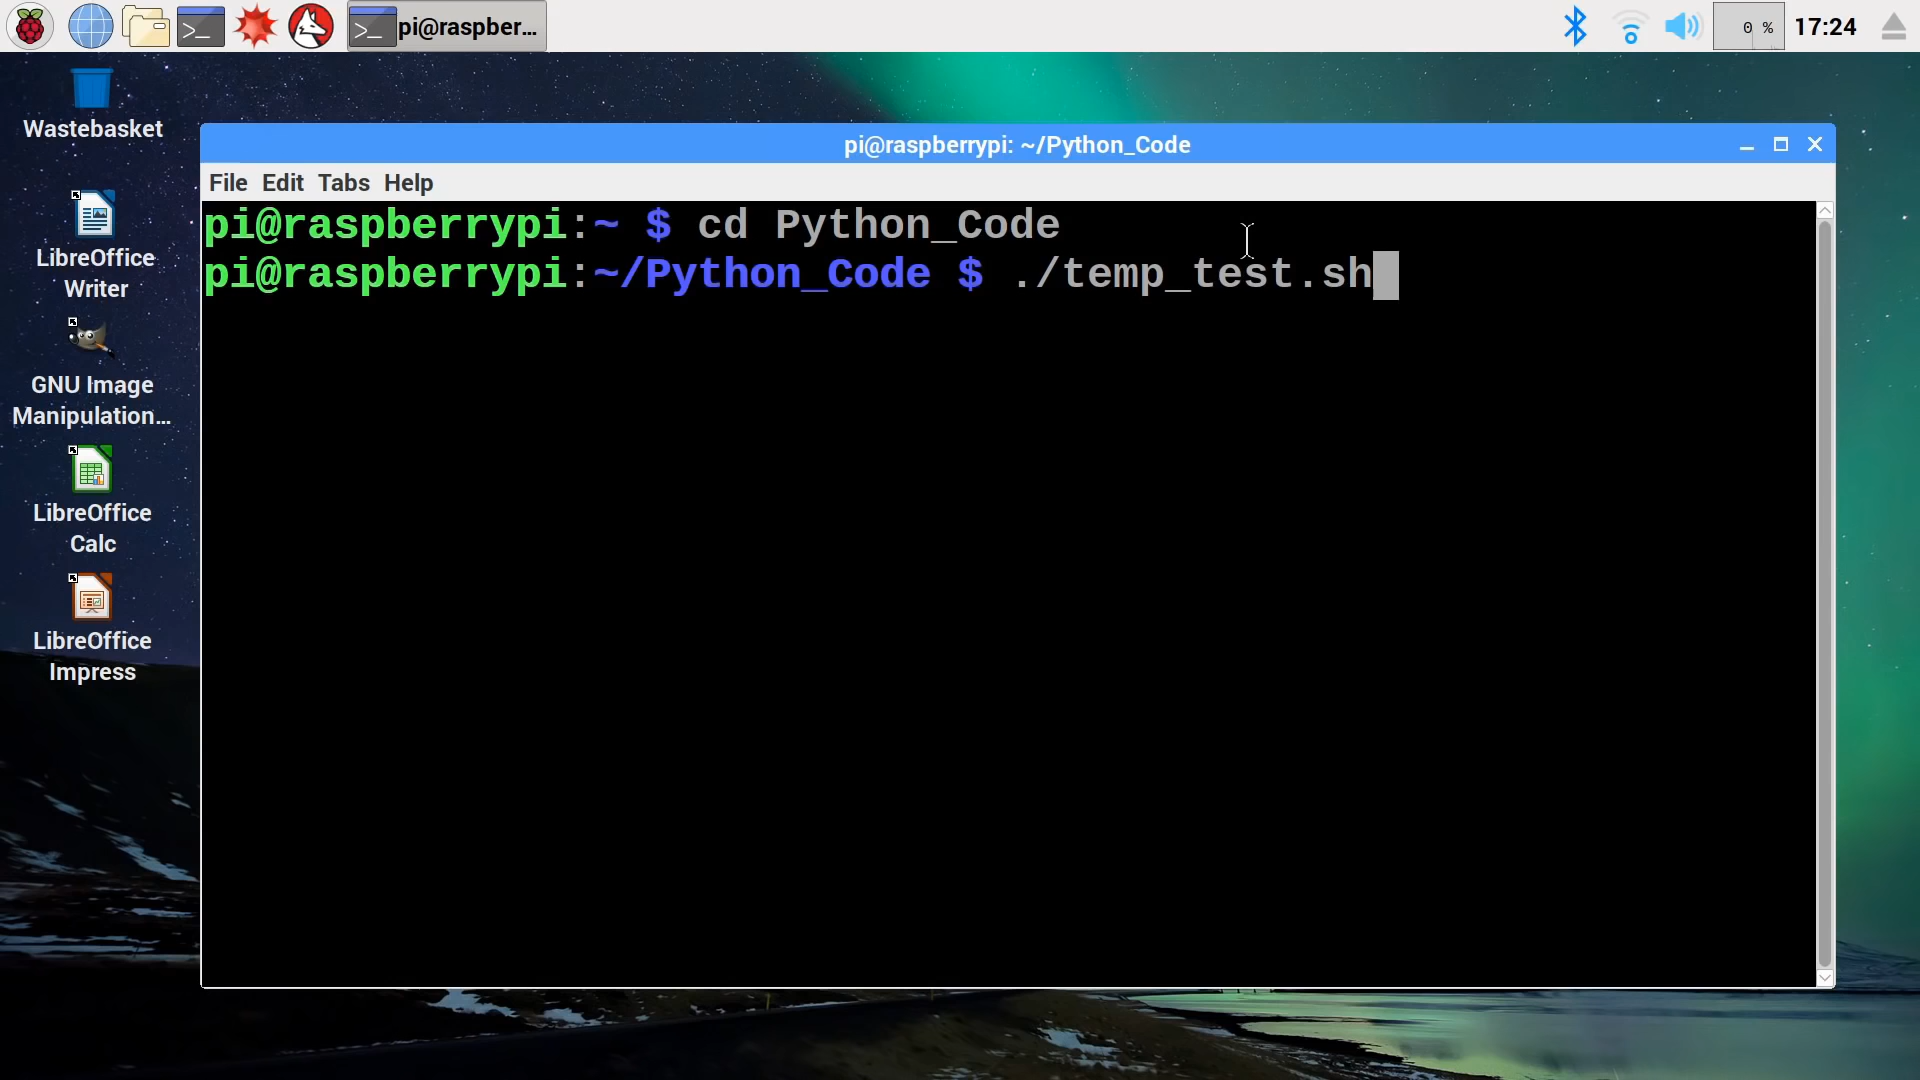 pi@raspber...
0 %
17:24
Wastebasket
LibreOffice
Writer
GNU Image
Manipulation...
LibreOffice
Calc
LibreOffice
Impress
pi@raspberrypi: ~/Python_Code
File Edit Tabs Help
pi@raspberrypi:~ $ cd Python_Code
pi@raspberrypi:~/Python_Code $ ./temp_test.sh